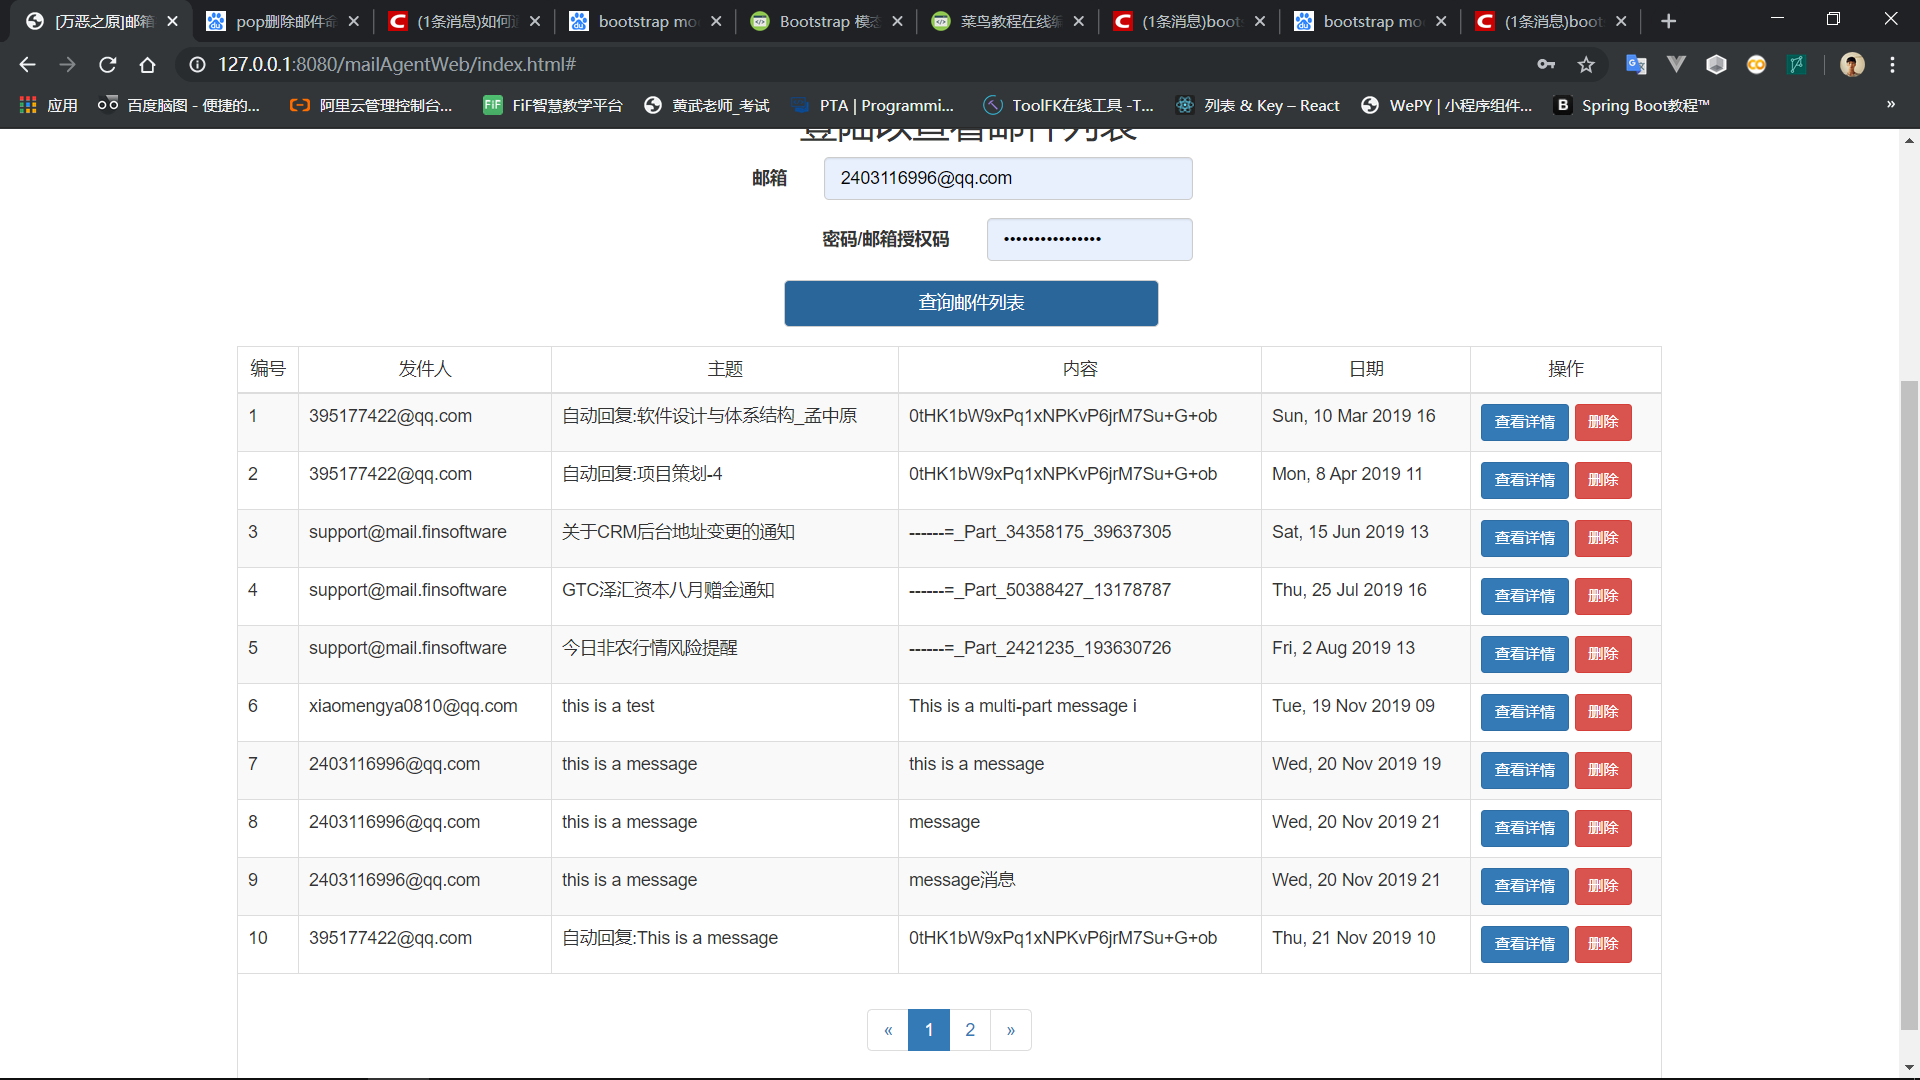 [万恶之原]邮箱
pop删除邮件命
(1条消息)如何
bootstrap mo
Bootstrap 模态
菜鸟教程在线编
(1条消息)boot
bootstrap mo
(1条消息)boot
127.0.0.1:8080/mailAgentWeb/index.html#
应用
百度脑图 - 便捷的...
阿里云管理控制台...
FiF智慧教学平台
黄武老师_考试
PTA | Programmi...
ToolFK在线工具 -T...
列表 & Key – React
WePY | 小程序组件...
Spring Boot教程™
»
登陆以查看邮件列表
邮箱 2403116996@qq.com
密码/邮箱授权码 ••••••••••••••••
查询邮件列表
编号 发件人 主题 内容 日期 操作
1 395177422@qq.com 自动回复:软件设计与体系结构_孟中原 0tHK1bW9xPq1xNPKvP6jrM7Su+G+ob Sun, 10 Mar 2019 16 查看详情 删除
2 395177422@qq.com 自动回复:项目策划-4 0tHK1bW9xPq1xNPKvP6jrM7Su+G+ob Mon, 8 Apr 2019 11 查看详情 删除
3 support@mail.finsoftware 关于CRM后台地址变更的通知 ------=_Part_34358175_39637305 Sat, 15 Jun 2019 13 查看详情 删除
4 support@mail.finsoftware GTC泽汇资本八月赠金通知 ------=_Part_50388427_13178787 Thu, 25 Jul 2019 16 查看详情 删除
5 support@mail.finsoftware 今日非农行情风险提醒 ------=_Part_2421235_193630726 Fri, 2 Aug 2019 13 查看详情 删除
6 xiaomengya0810@qq.com this is a test This is a multi-part message i Tue, 19 Nov 2019 09 查看详情 删除
7 2403116996@qq.com this is a message this is a message Wed, 20 Nov 2019 19 查看详情 删除
8 2403116996@qq.com this is a message message Wed, 20 Nov 2019 21 查看详情 删除
9 2403116996@qq.com this is a message message消息 Wed, 20 Nov 2019 21 查看详情 删除
10 395177422@qq.com 自动回复:This is a message 0tHK1bW9xPq1xNPKvP6jrM7Su+G+ob Thu, 21 Nov 2019 10 查看详情 删除
« 1 2 »